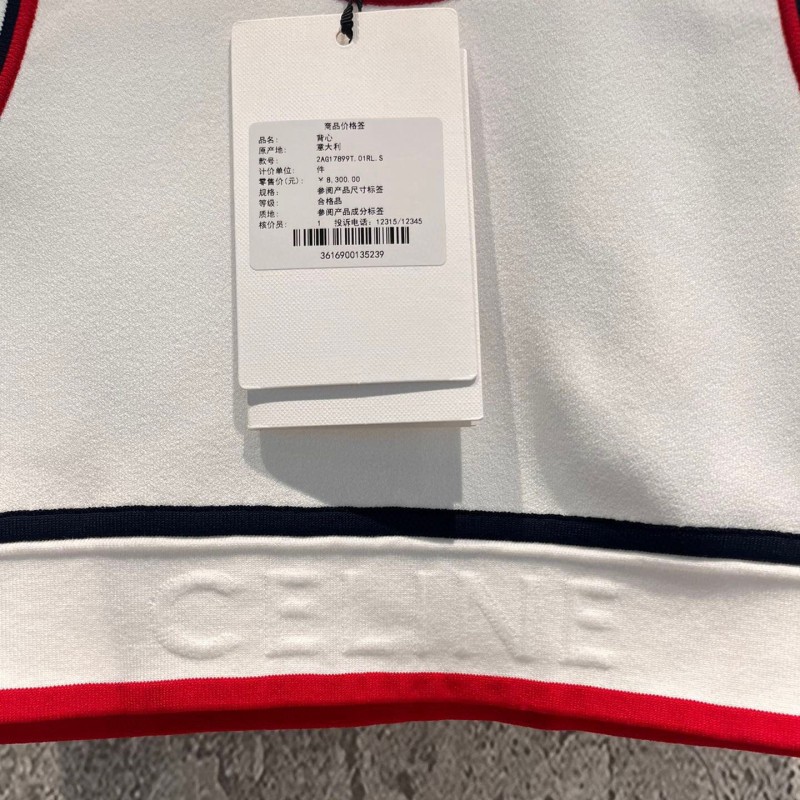 商品价格签
品名: 背心
原产地: 意大利
款号: 2AG17899T.01RL.S
计价单位: 件
零售价(元): ￥8,300.00
规格: 参阅产品尺寸标签
等级: 合格品
质地: 参阅产品成分标签
核价员: 1 投诉电话: 12315/12345
3616900135239
CELINE